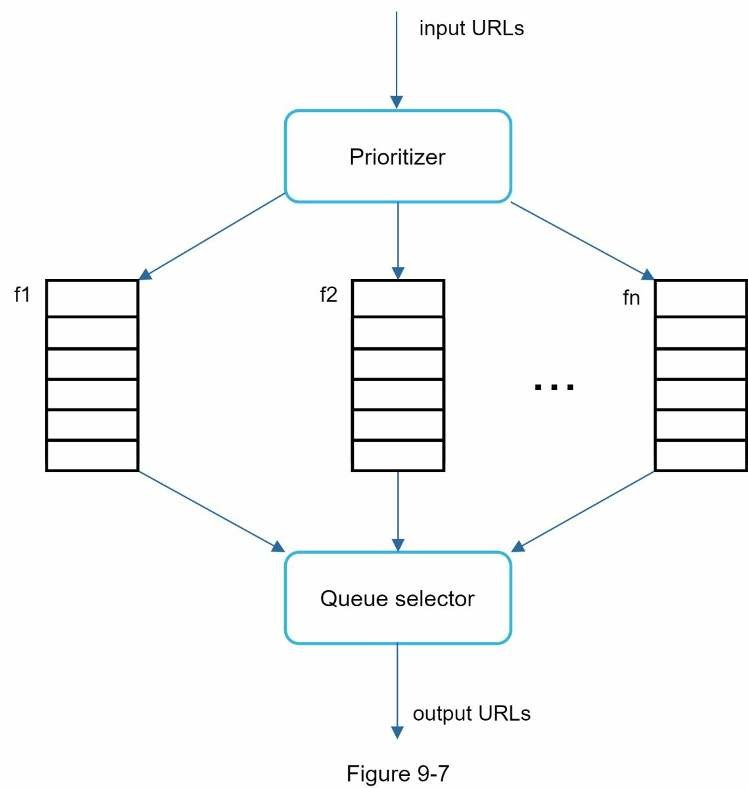 input URLs
Prioritizer
f1
f2
fn
...
Queue selector
output URLs
Figure 9-7